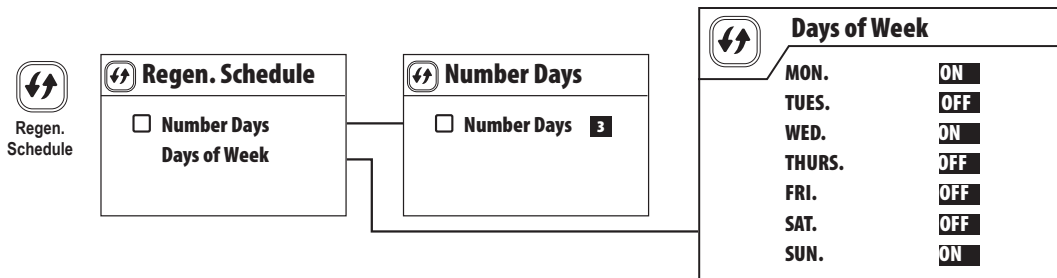 Regen.
Schedule
Regen. Schedule
Number Days
Days of Week
Number Days
Number Days 3
Days of Week
MON. ON
TUES. OFF
WED. ON
THURS. OFF
FRI. OFF
SAT. OFF
SUN. ON